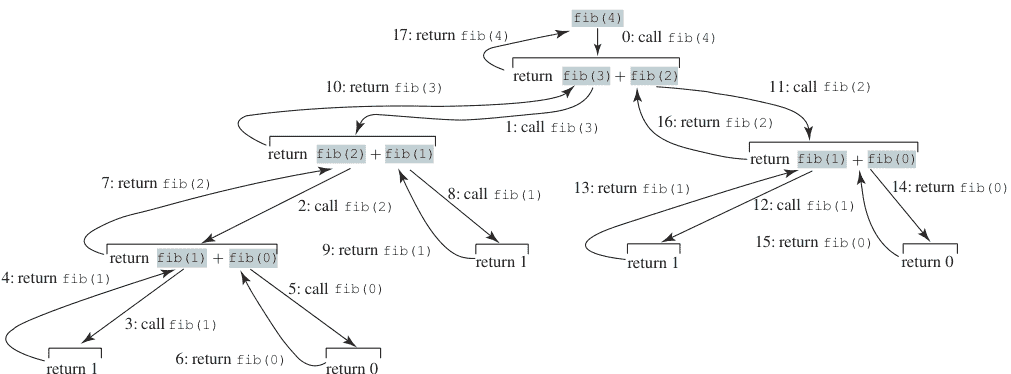 fib(4)
17: return fib(4)
0: call fib(4)
return fib(3) + fib(2)
10: return fib(3)
11: call fib(2)
1: call fib(3)
16: return fib(2)
return fib(2) + fib(1)
return fib(1) + fib(0)
7: return fib(2)
8: call fib(1)
13: return fib(1)
14: return fib(0)
2: call fib(2)
12: call fib(1)
9: return fib(1)
15: return fib(0)
return fib(1) + fib(0)
return 1
return 1
return 0
4: return fib(1)
5: call fib(0)
3: call fib(1)
6: return fib(0)
return 1
return 0